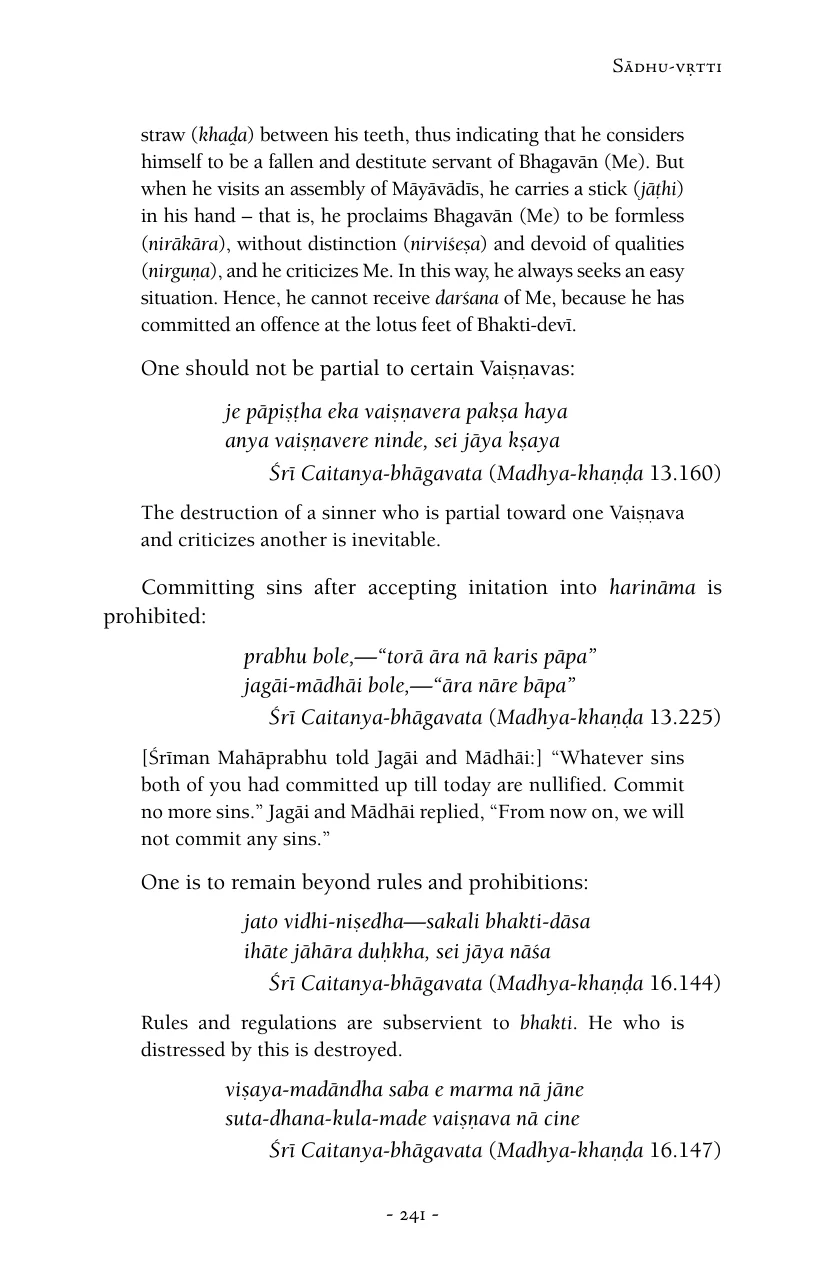 Sādhu-vṛtti
straw (khaḍa) between his teeth, thus indicating that he considers
himself to be a fallen and destitute servant of Bhagavān (Me). But
when he visits an assembly of Māyāvādīs, he carries a stick (jāṭhi)
in his hand – that is, he proclaims Bhagavān (Me) to be formless
(nirākāra), without distinction (nirviśeṣa) and devoid of qualities
(nirguṇa), and he criticizes Me. In this way, he always seeks an easy
situation. Hence, he cannot receive darśana of Me, because he has
committed an offence at the lotus feet of Bhakti-devī.
One should not be partial to certain Vaiṣṇavas:
je pāpiṣṭha eka vaiṣṇavera pakṣa haya
anya vaiṣṇavere ninde, sei jāya kṣaya
Śrī Caitanya-bhāgavata (Madhya-khaṇḍa 13.160)
The destruction of a sinner who is partial toward one Vaiṣṇava
and criticizes another is inevitable.
Committing sins after accepting initation into harināma is
prohibited:
prabhu bole,—“torā āra nā karis pāpa”
jagāi-mādhāi bole,—“āra nāre bāpa”
Śrī Caitanya-bhāgavata (Madhya-khaṇḍa 13.225)
[Śrīman Mahāprabhu told Jagāi and Mādhāi:] “Whatever sins
both of you had committed up till today are nullified. Commit
no more sins.” Jagāi and Mādhāi replied, “From now on, we will
not commit any sins.”
One is to remain beyond rules and prohibitions:
jato vidhi-niṣedha—sakali bhakti-dāsa
ihāte jāhāra duḥkha, sei jāya nāśa
Śrī Caitanya-bhāgavata (Madhya-khaṇḍa 16.144)
Rules and regulations are subservient to bhakti. He who is
distressed by this is destroyed.
viṣaya-madāndha saba e marma nā jāne
suta-dhana-kula-made vaiṣṇava nā cine
Śrī Caitanya-bhāgavata (Madhya-khaṇḍa 16.147)
- 241 -